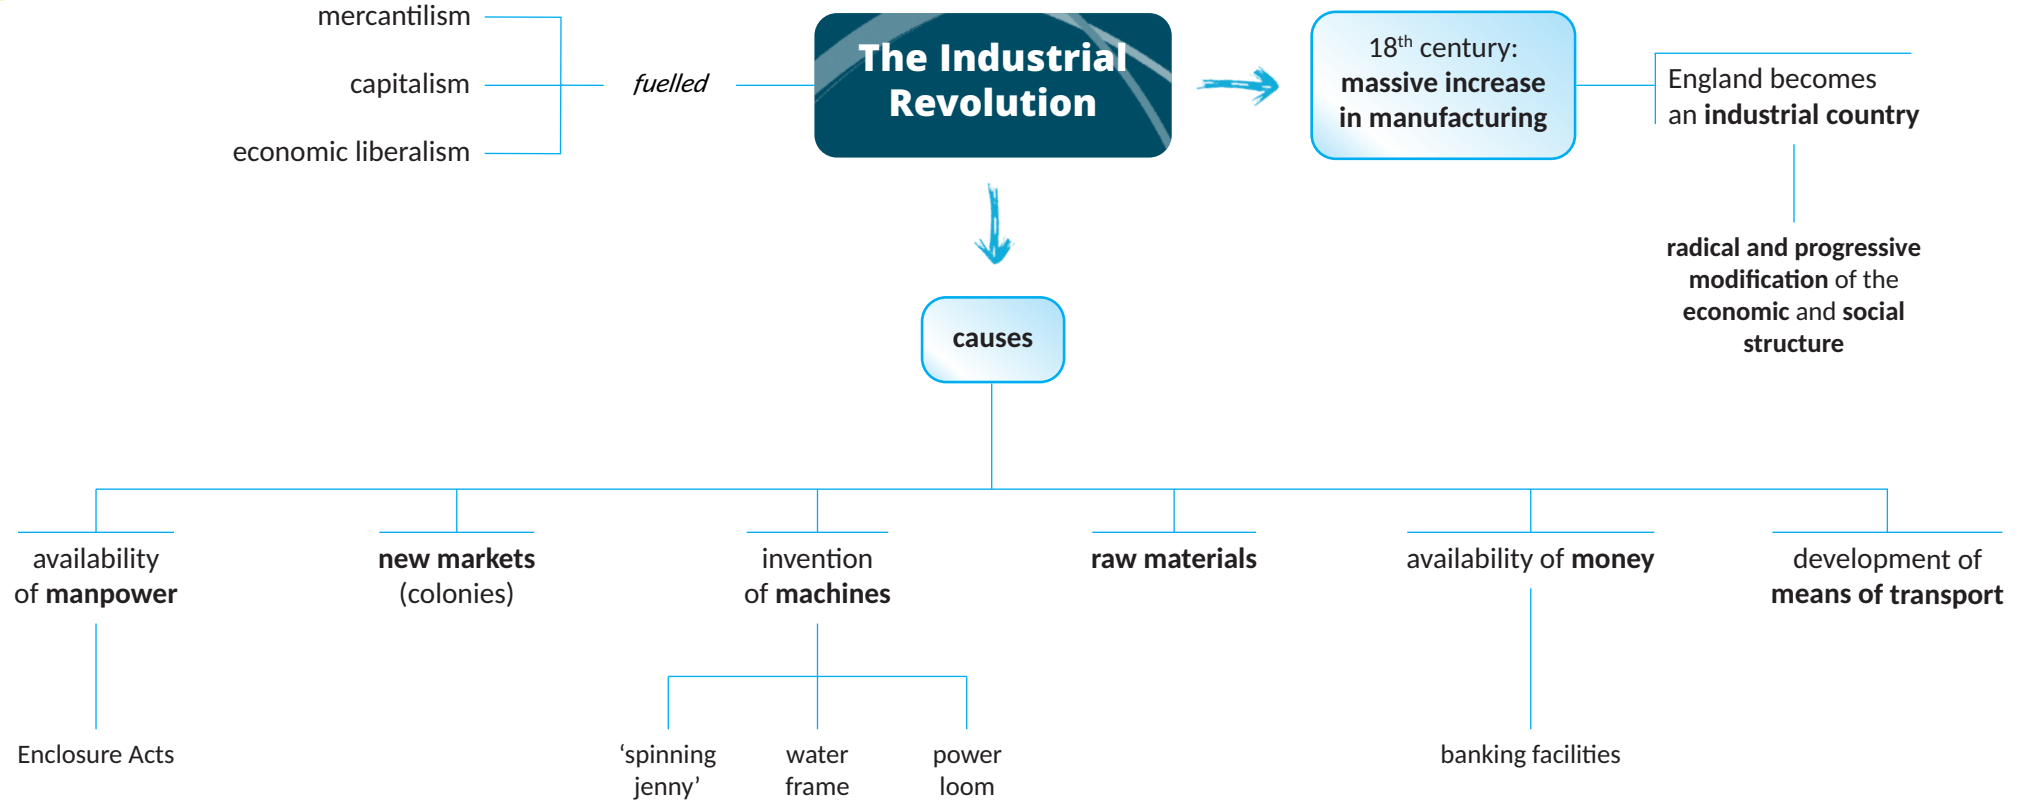 mercantilism
capitalism
economic liberalism
fuelled
The Industrial
Revolution
18th century:
massive increase
in manufacturing
England becomes
an industrial country
radical and progressive
modification of the
economic and social
structure
causes
availability
of manpower
new markets
(colonies)
invention
of machines
raw materials
availability of money
development of
means of transport
Enclosure Acts
‘spinning
jenny’
water
frame
power
loom
banking facilities